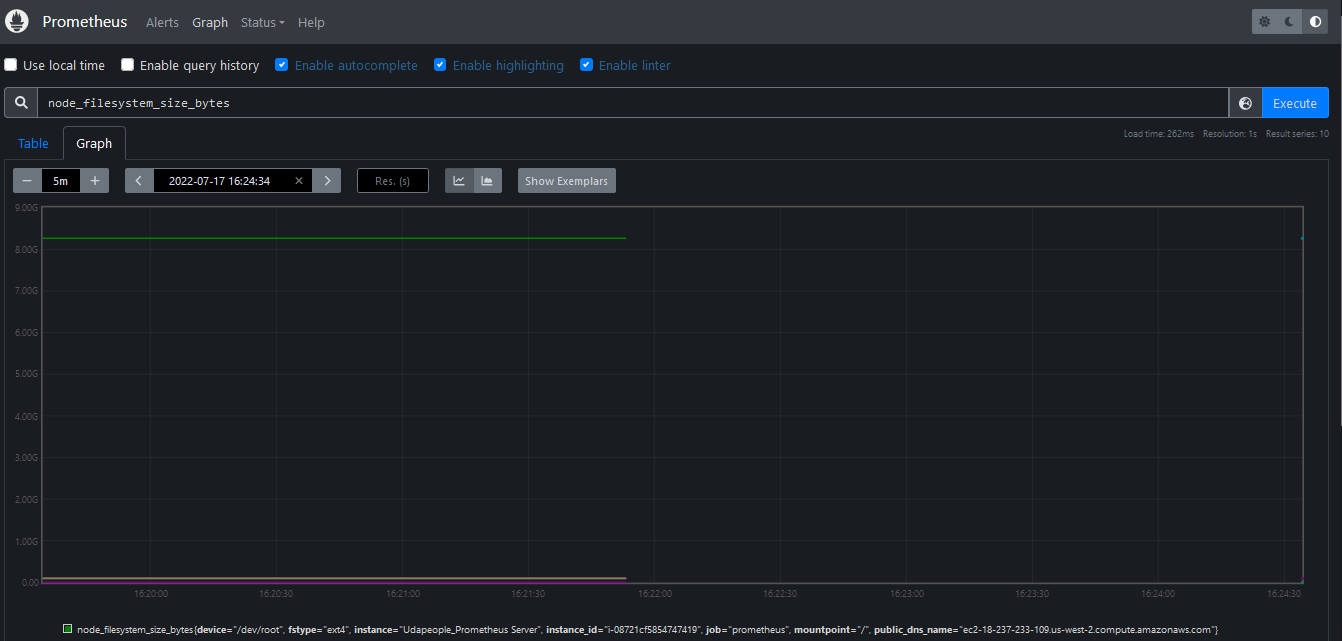 Prometheus Alerts Graph Status Help
Use local time Enable query history Enable autocomplete Enable highlighting Enable linter
node_filesystem_size_bytes Execute
Load time: 262ms Resolution: 1s Result series: 10
Table Graph
5m 2022-07-17 16:24:34 Res. (s) Show Exemplars
9.00G
8.00G
7.00G
6.00G
5.00G
4.00G
3.00G
2.00G
1.00G
0.00
16:20:00 16:20:30 16:21:00 16:21:30 16:22:00 16:22:30 16:23:00 16:23:30 16:24:00 16:24:30
node_filesystem_size_bytes{device="/dev/root", fstype="ext4", instance="Udapeople_Prometheus Server", instance_id="i-08721cf5854747419", job="prometheus", mountpoint="/", public_dns_name="ec2-18-237-233-109.us-west-2.compute.amazonaws.com"}